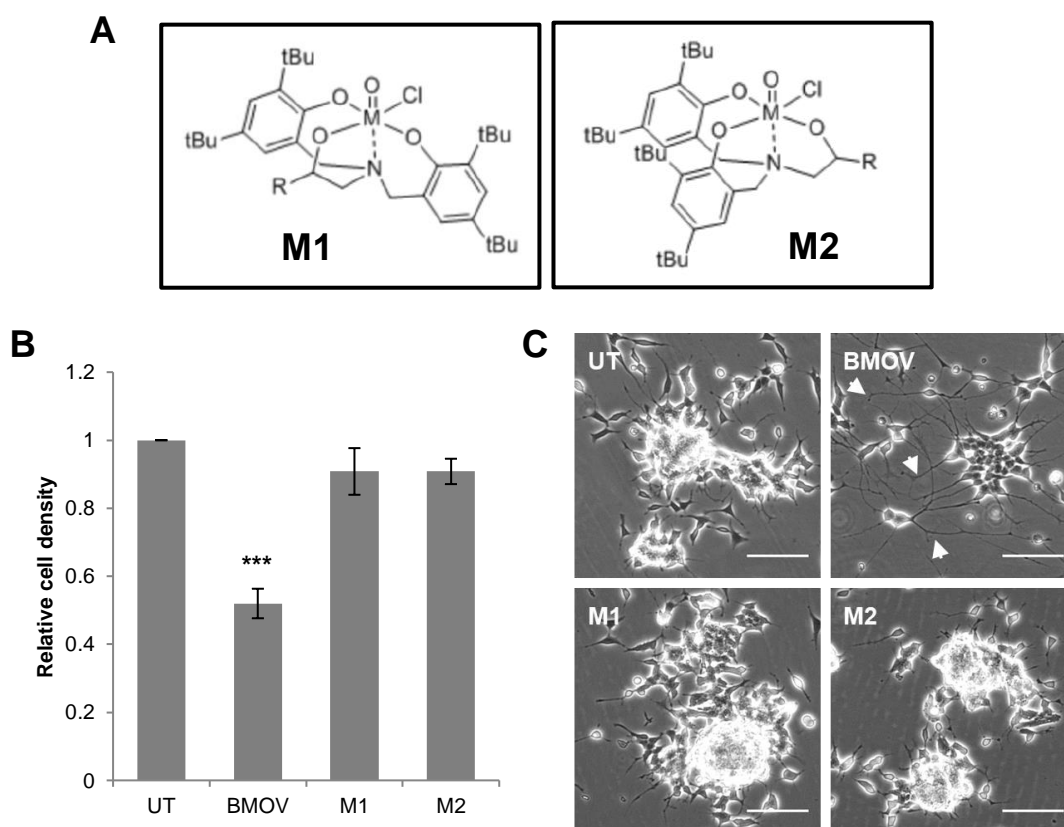 A
tBu
O
O
M
Cl
tBu
O
O
tBu
N
R
tBu
M1
tBu
O
O
M
Cl
tBu
O
O
tBu
N
R
tBu
M2
B
1.2
1
0.8
0.6
0.4
0.2
0
Relative cell density
***
UT
BMOV
M1
M2
C
UT
BMOV
M1
M2